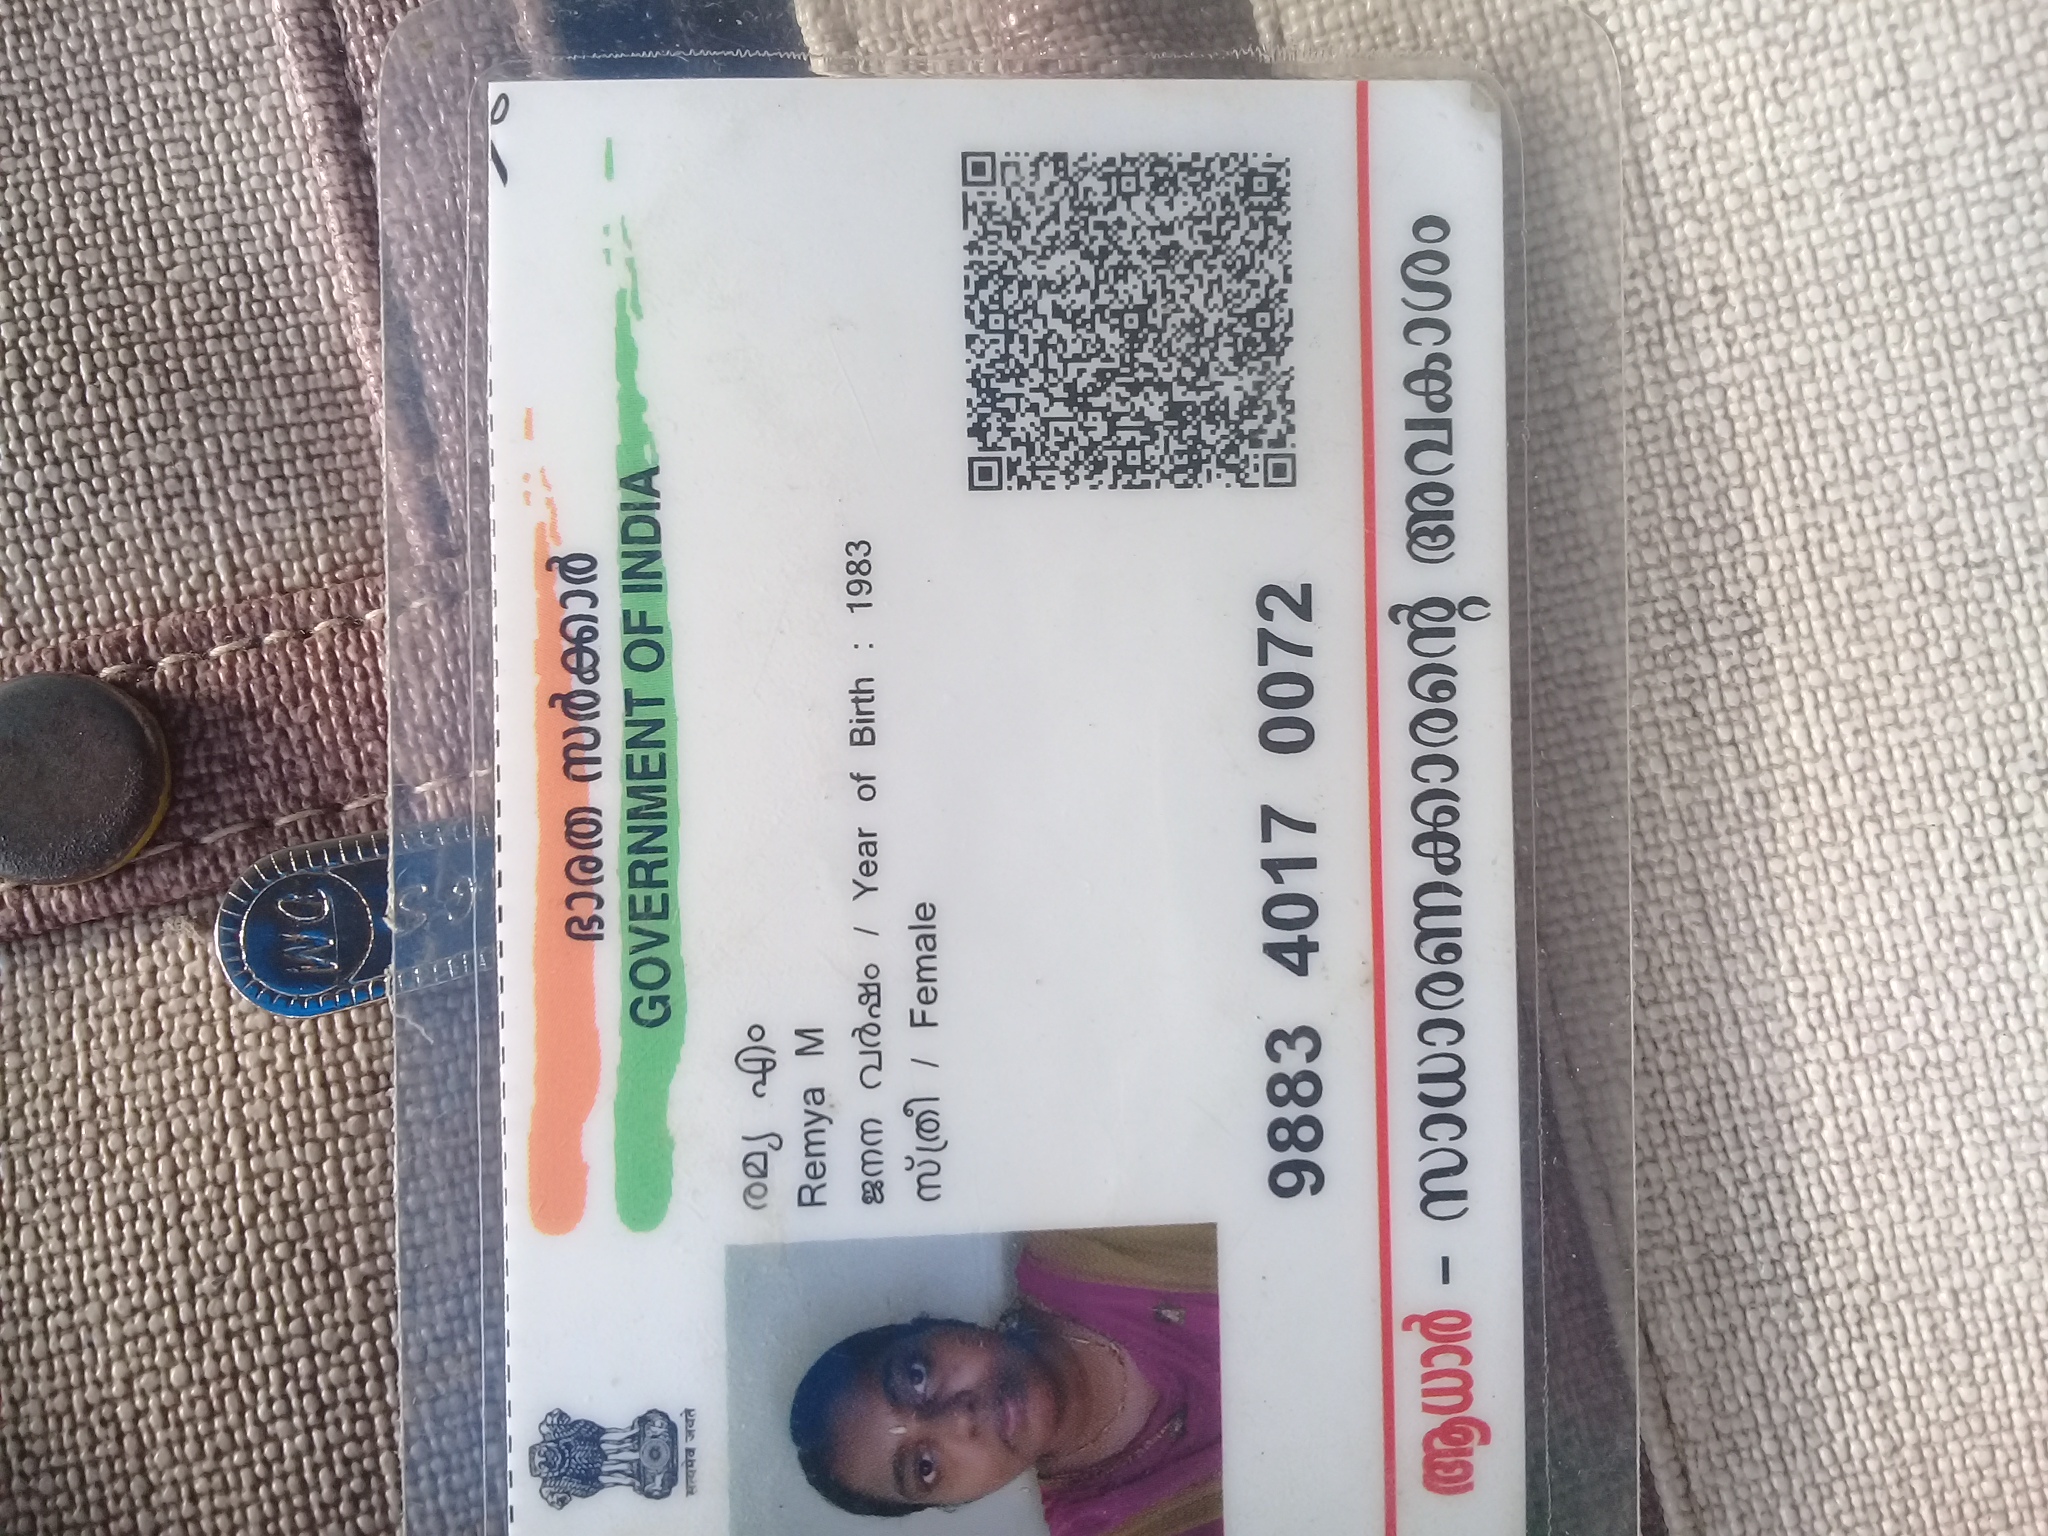 सत्यमेव जयते
ഭാരത സർക്കാർ
GOVERNMENT OF INDIA
രമ്യ എം
Remya M
ജനന വർഷം / Year of Birth : 1983
സ്ത്രീ / Female
9883 4017 0072
ആധാർ - സാധാരണക്കാരന്റെ അവകാശം